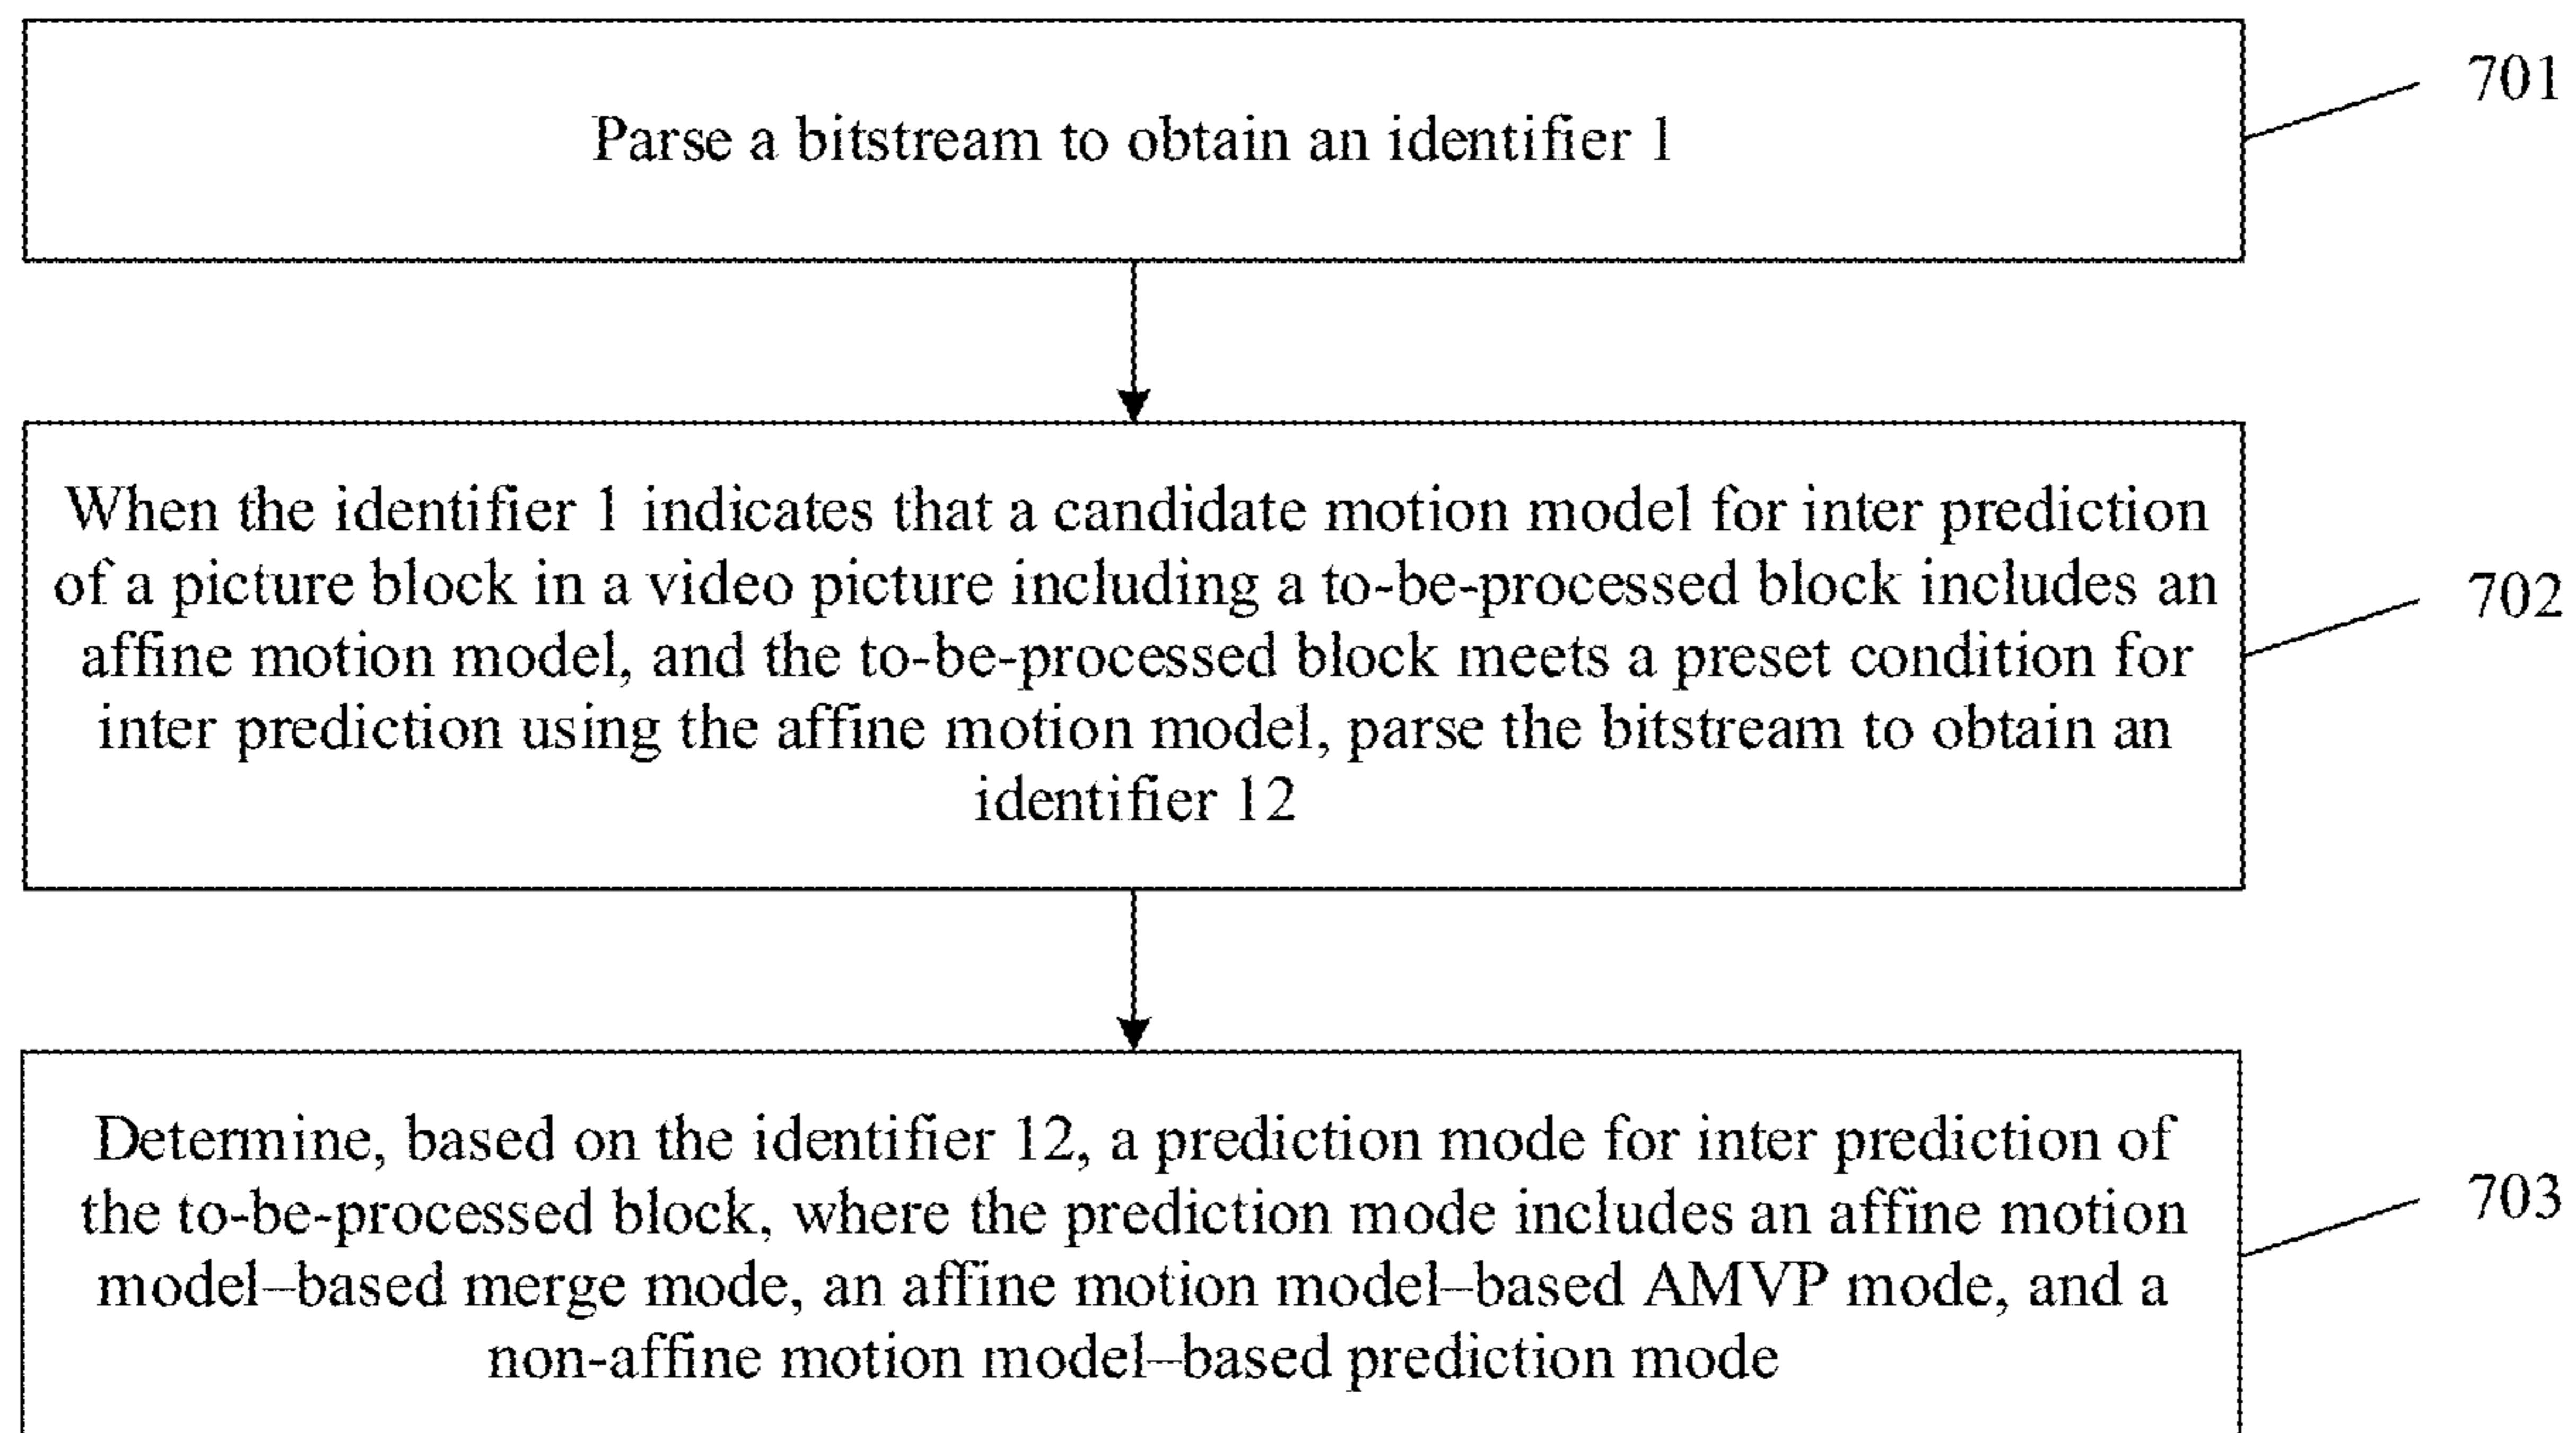 Parse a bitstream to obtain an identifier 1
701
When the identifier 1 indicates that a candidate motion model for inter prediction
of a picture block in a video picture including a to-be-processed block includes an
affine motion model, and the to-be-processed block meets a preset condition for
inter prediction using the affine motion model, parse the bitstream to obtain an
identifier 12
702
Determine, based on the identifier 12, a prediction mode for inter prediction of
the to-be-processed block, where the prediction mode includes an affine motion
model–based merge mode, an affine motion model–based AMVP mode, and a
non-affine motion model–based prediction mode
703